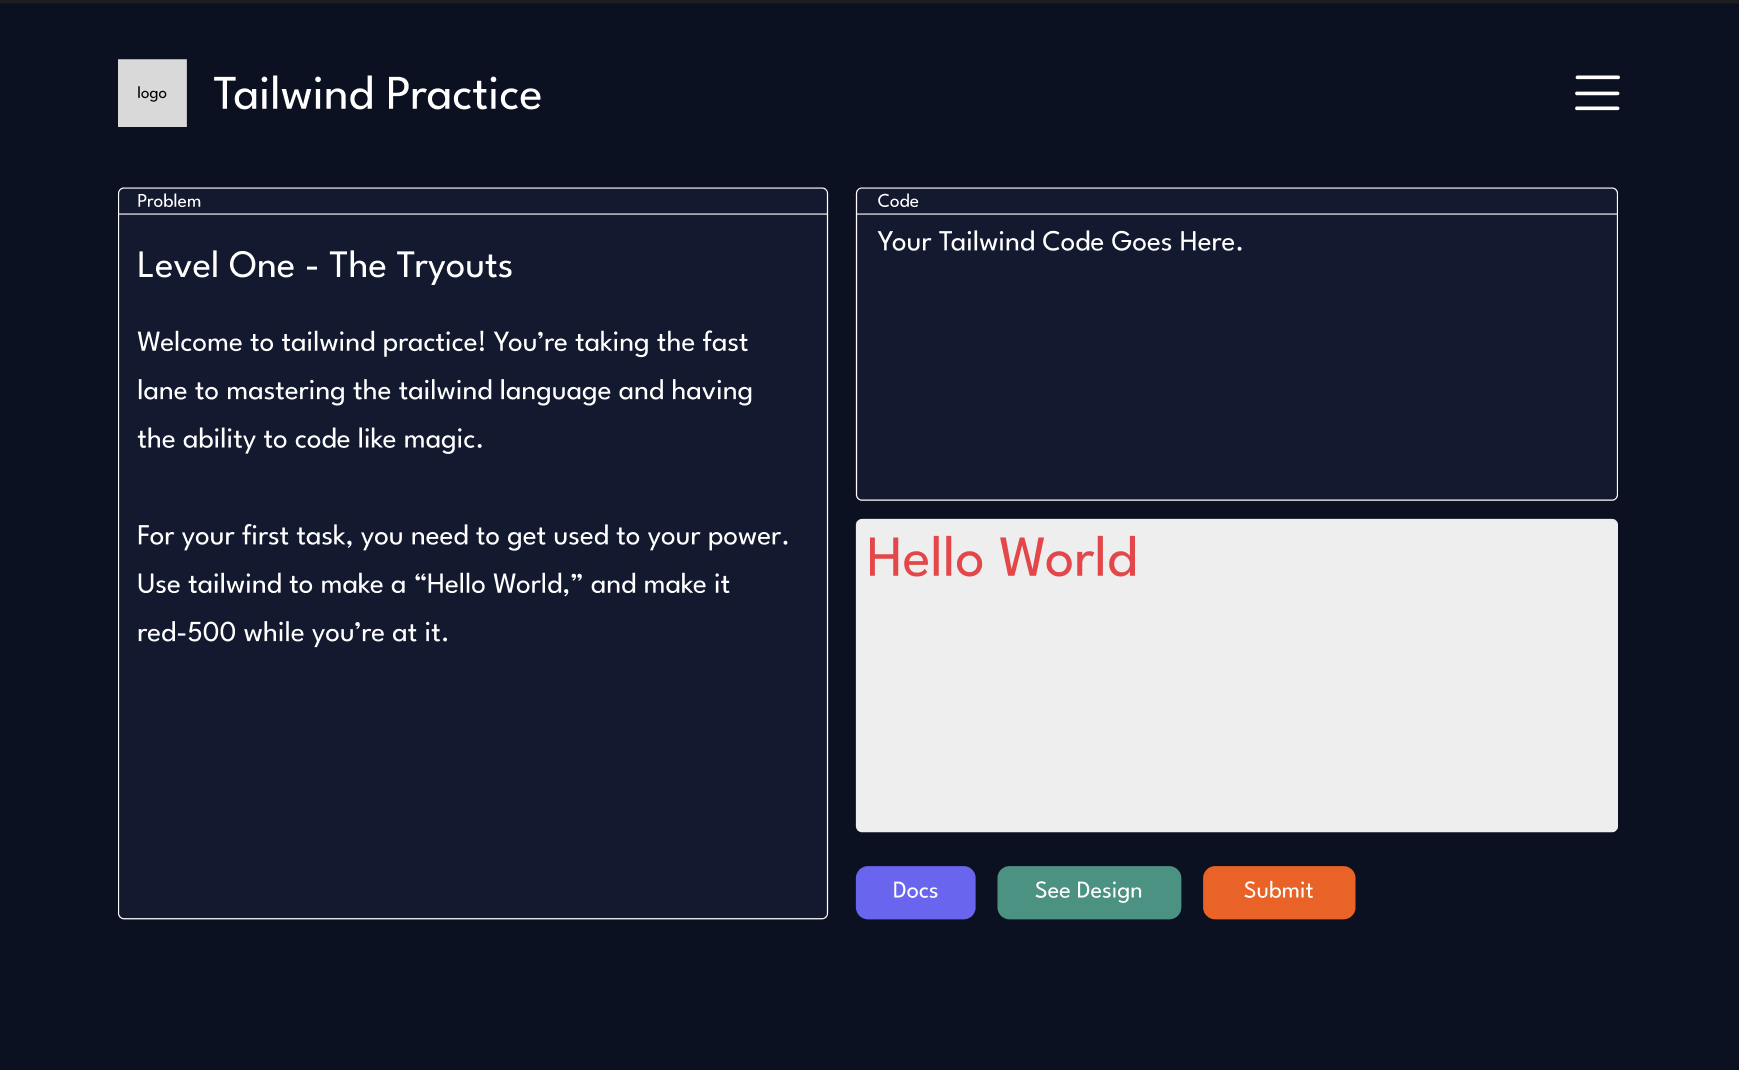 logo
Tailwind Practice
Problem
Level One - The Tryouts
Welcome to tailwind practice! You’re taking the fast
lane to mastering the tailwind language and having
the ability to code like magic.
For your first task, you need to get used to your power.
Use tailwind to make a “Hello World,” and make it
red-500 while you’re at it.
Code
Your Tailwind Code Goes Here.
Hello World
Docs
See Design
Submit